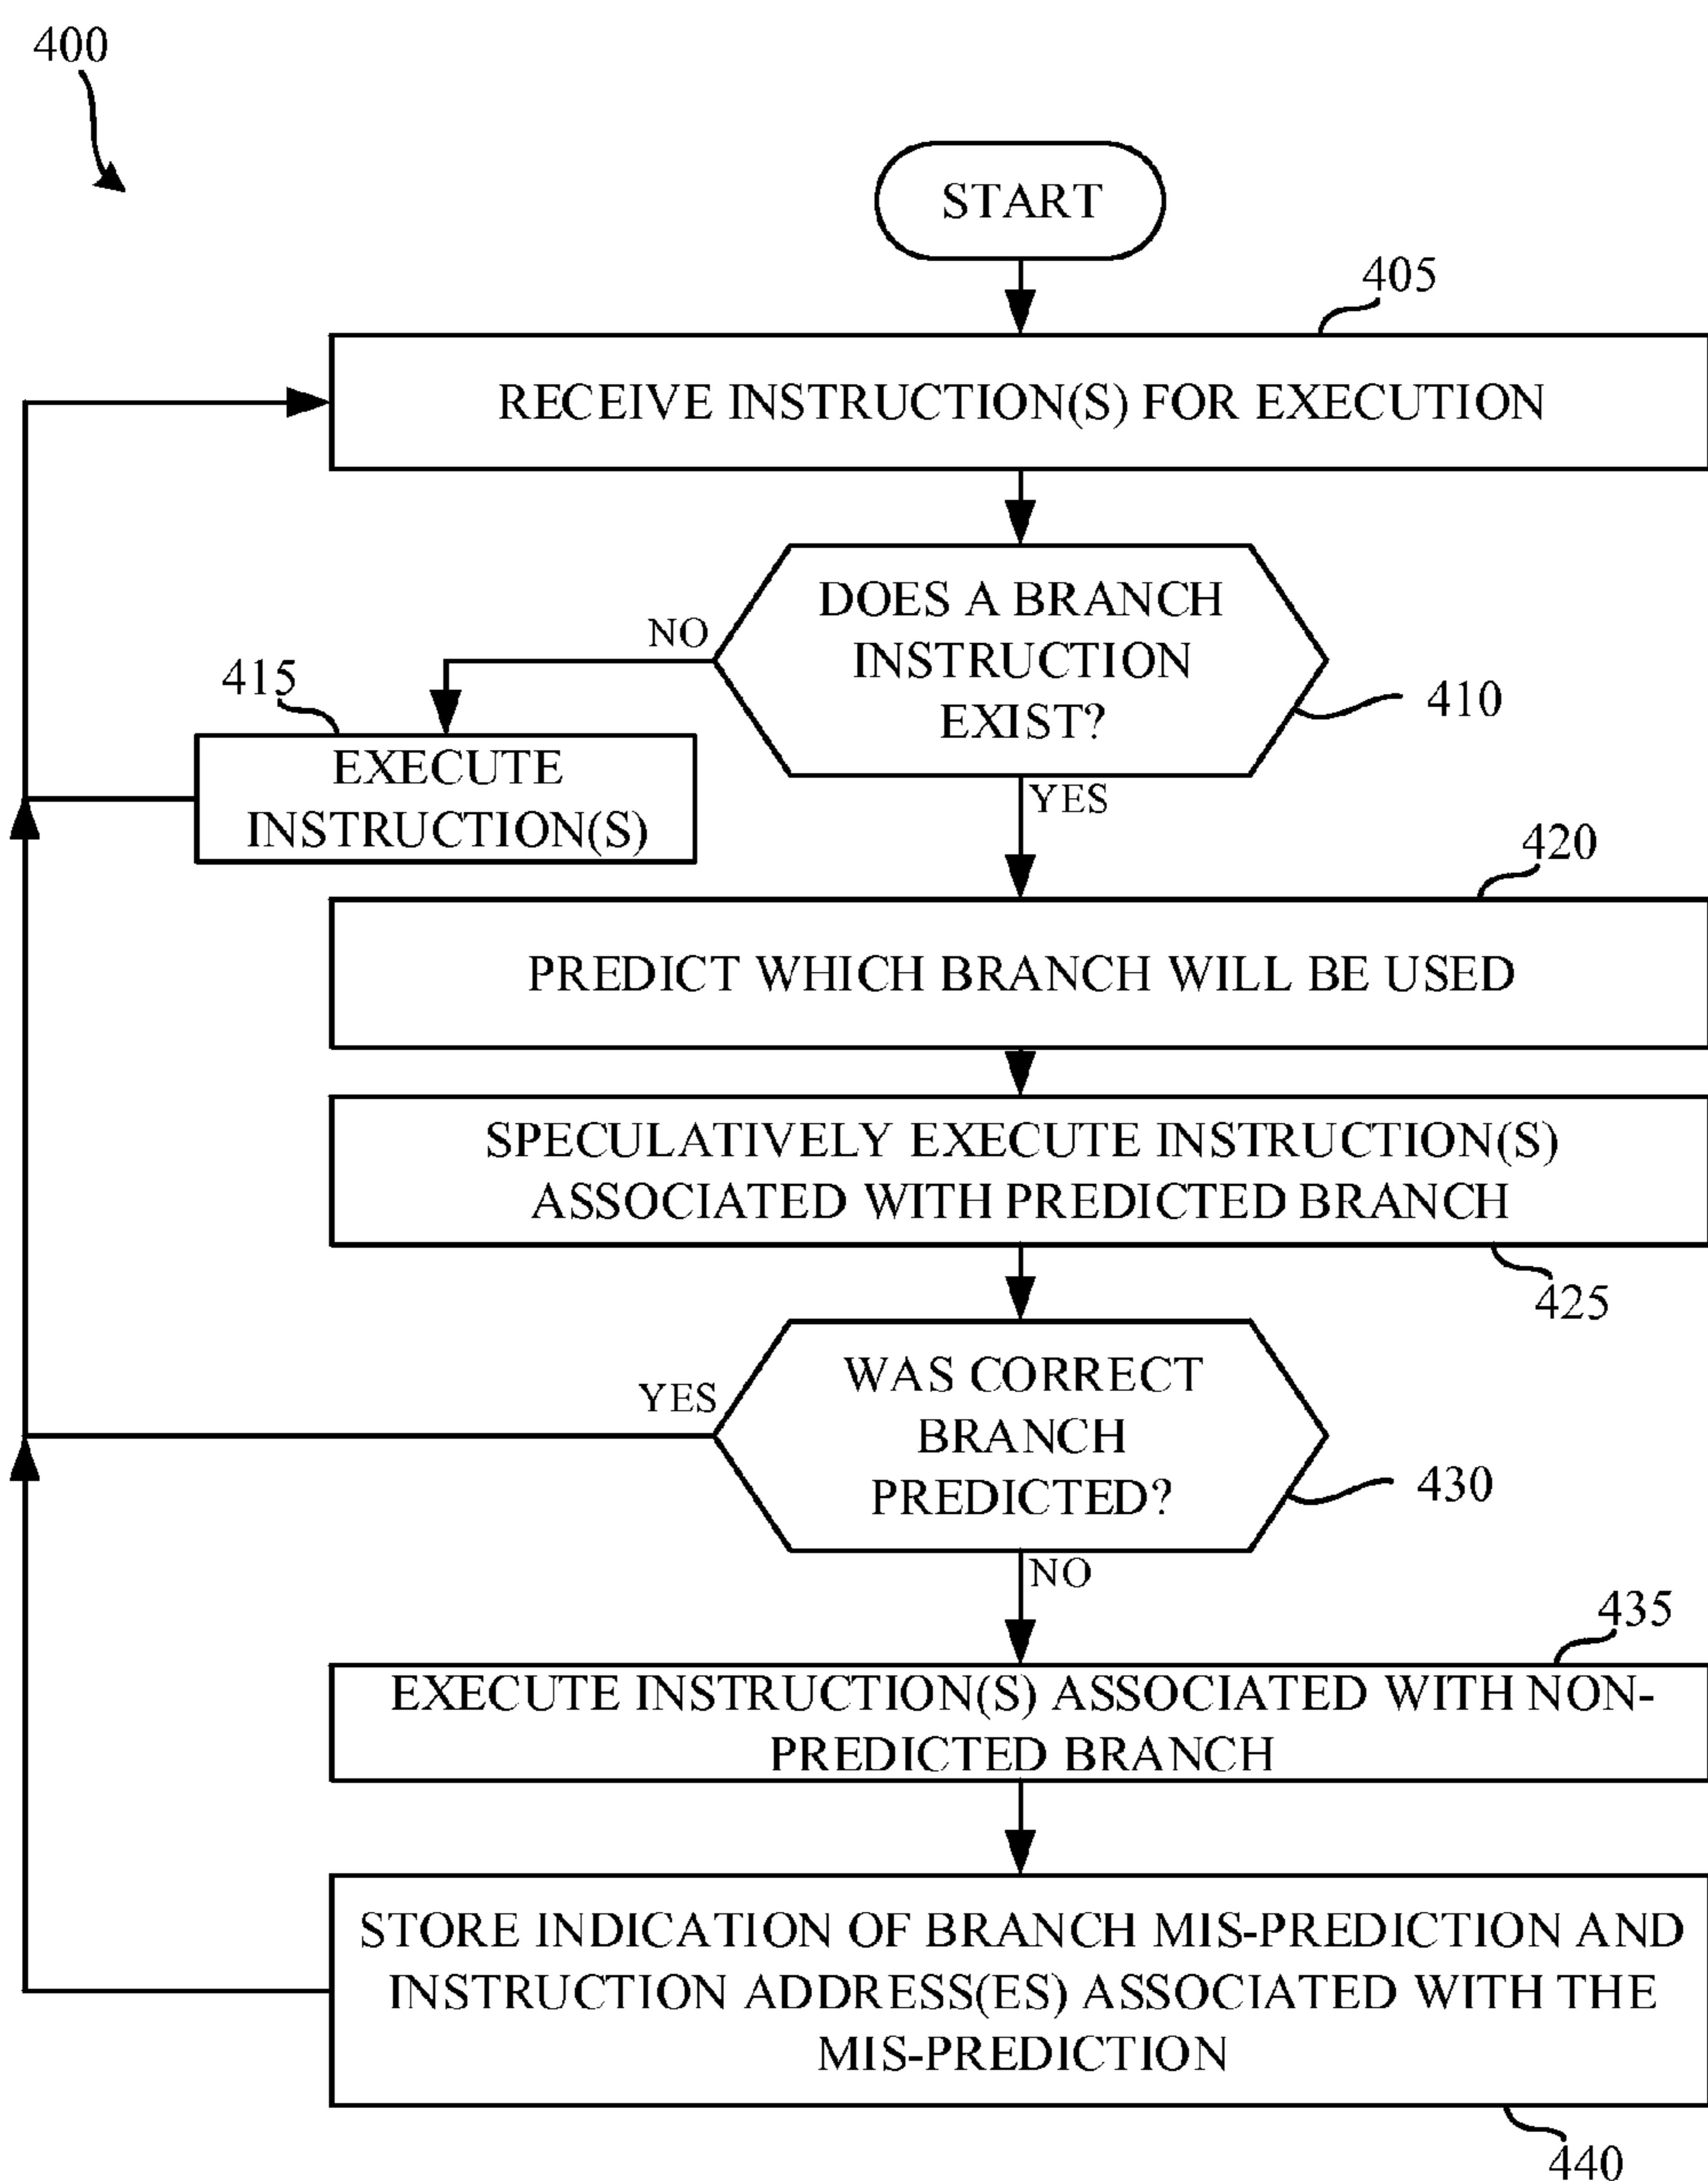 400
START
405
RECEIVE INSTRUCTION(S) FOR EXECUTION
DOES A BRANCH
INSTRUCTION
EXIST?
410
NO
415
EXECUTE
INSTRUCTION(S)
YES
420
PREDICT WHICH BRANCH WILL BE USED
SPECULATIVELY EXECUTE INSTRUCTION(S)
ASSOCIATED WITH PREDICTED BRANCH
425
WAS CORRECT
BRANCH
PREDICTED?
YES
430
NO
435
EXECUTE INSTRUCTION(S) ASSOCIATED WITH NON-
PREDICTED BRANCH
STORE INDICATION OF BRANCH MIS-PREDICTION AND
INSTRUCTION ADDRESS(ES) ASSOCIATED WITH THE
MIS-PREDICTION
440